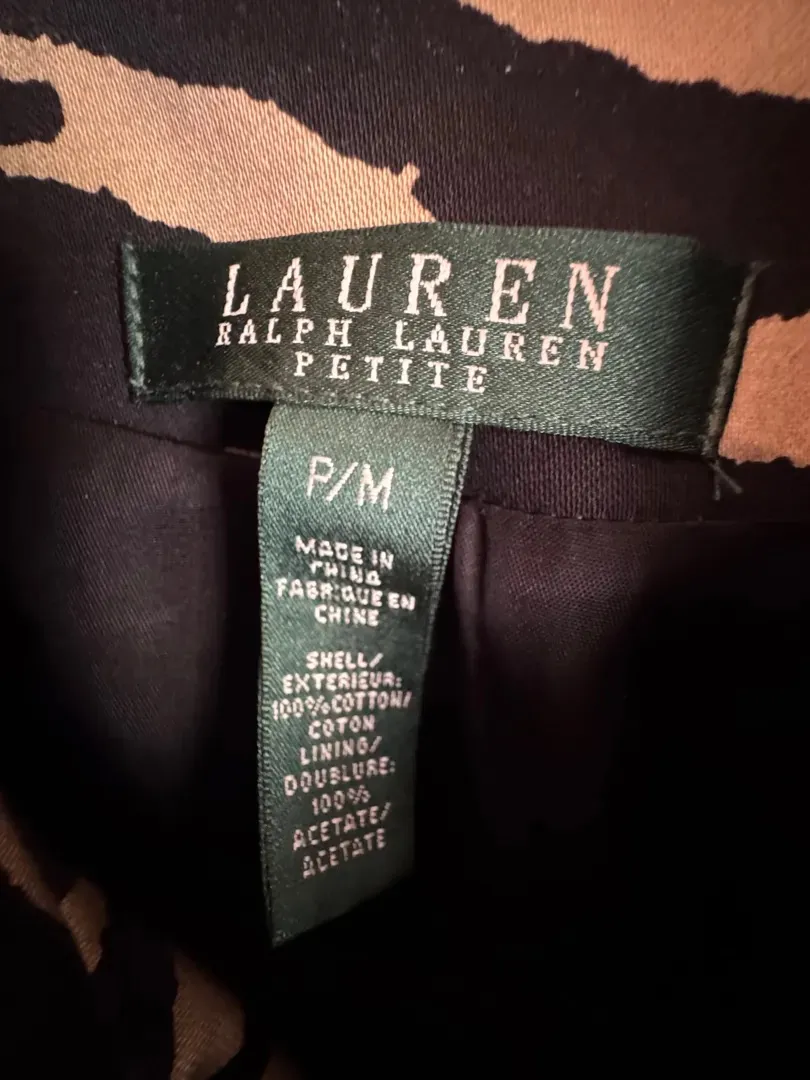 LAUREN
RALPH LAUREN
PETITE
P/M
MADE IN
CHINA
FABRIQUE EN
CHINE
SHELL/
EXTERIEUR:
100% COTTON/
COTON
LINING/
DOUBLURE:
100%
ACETATE/
ACETATE